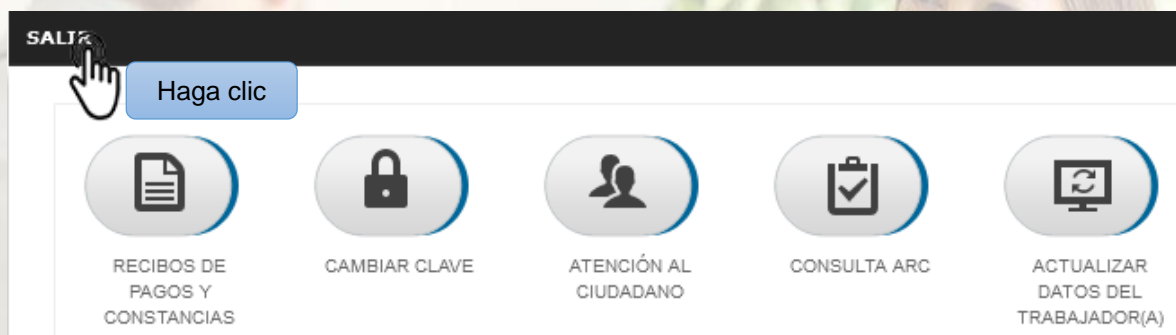 SALIR
Haga clic
RECIBOS DE
PAGOS Y
CONSTANCIAS
CAMBIAR CLAVE
ATENCIÓN AL
CIUDADANO
CONSULTA ARC
ACTUALIZAR
DATOS DEL
TRABAJADOR(A)